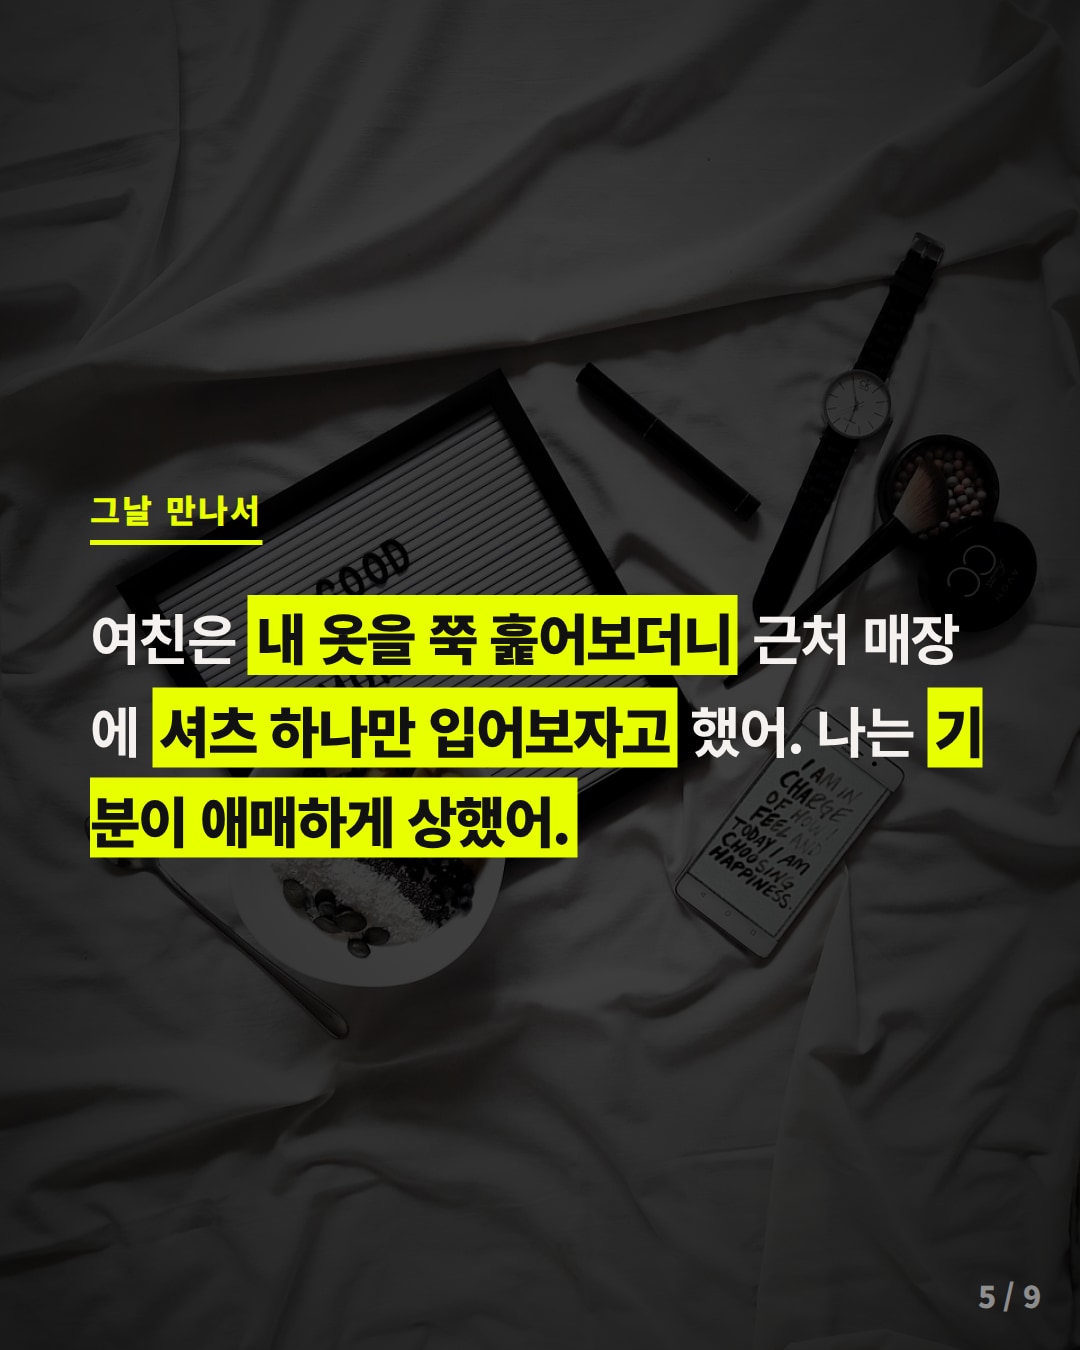 그날 만나서
GOOD
여친은 내 옷을 쭉 훑어보더니 근처 매장
에 셔츠 하나만 입어보자고 했어. 나는 기
분이 애매하게 상했어.
I AM IN
CHARGE
OF HOW I
FEEL AND
TODAY I AM
CHOOSING
HAPPINESS.
5 / 9